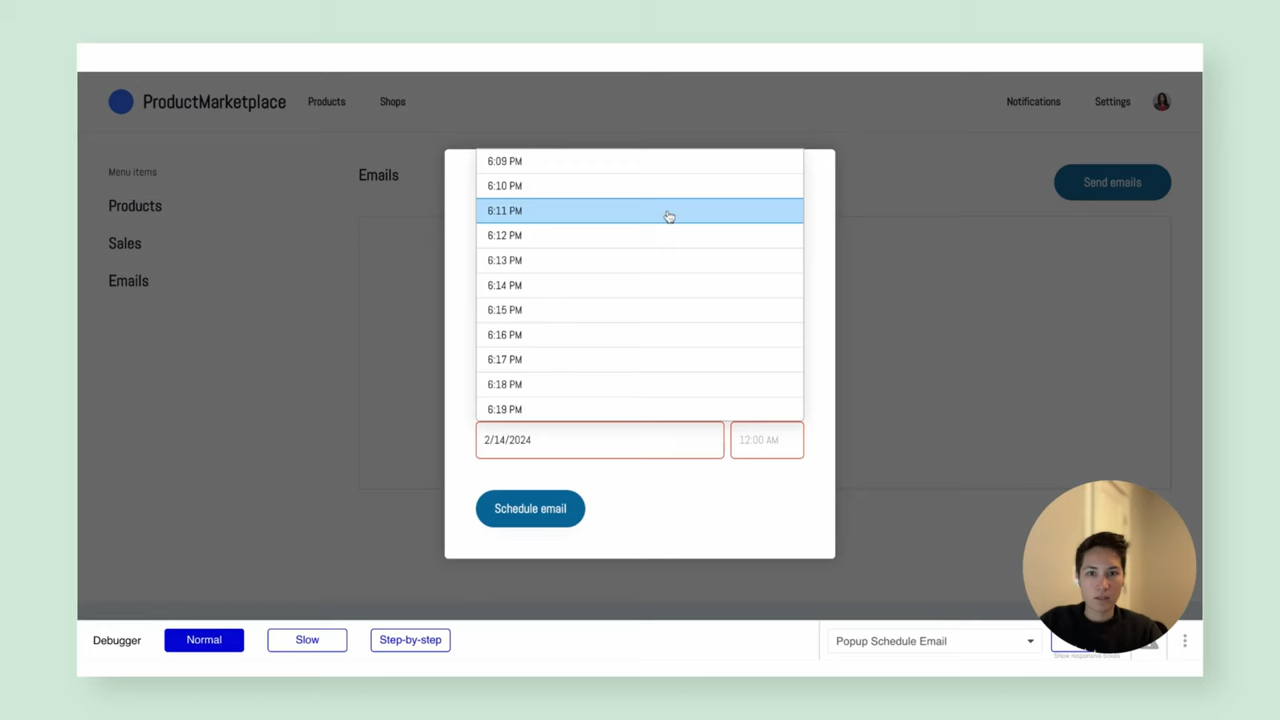 ProductMarketplace Products Shops Notifications Settings
Menu items
Products
Sales
Emails
Emails
Send emails
6:09 PM
6:10 PM
6:11 PM
6:12 PM
6:13 PM
6:14 PM
6:15 PM
6:16 PM
6:17 PM
6:18 PM
6:19 PM
2/14/2024 12:00 AM
Schedule email
Debugger Normal Slow Step-by-step Popup Schedule Email
Show responsive boxes